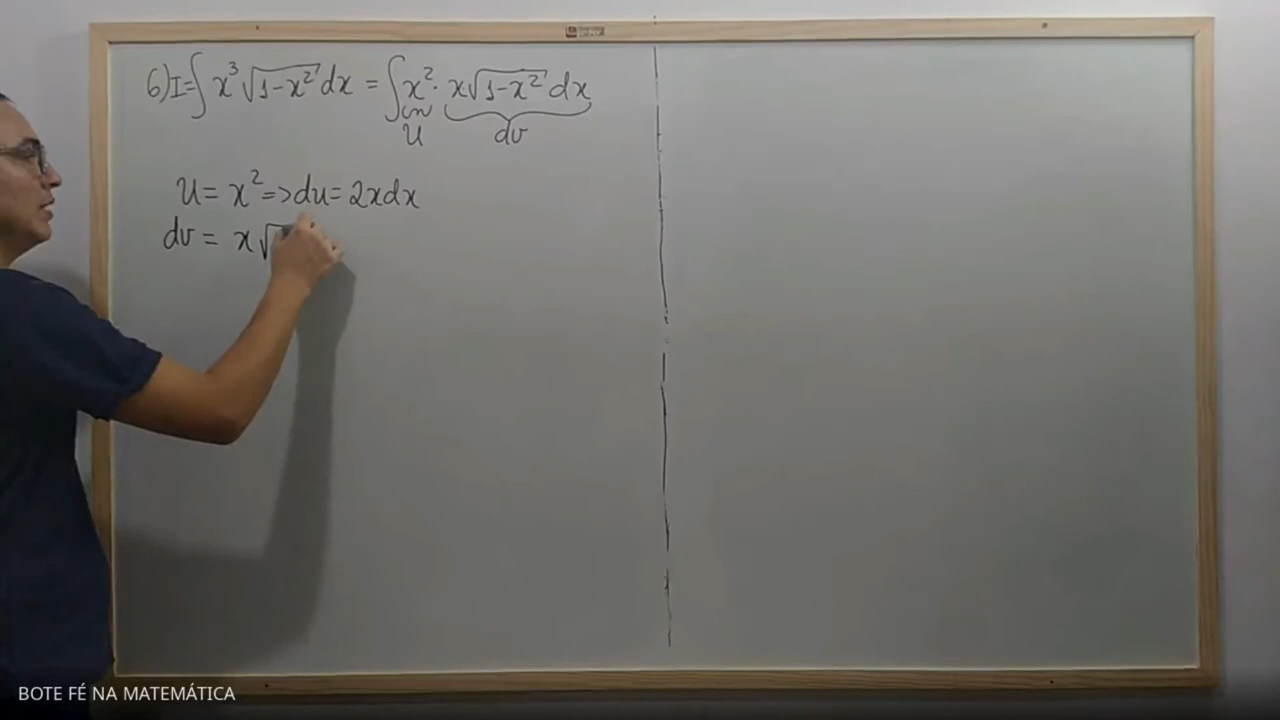 6) I = ∫ x³ √(1-x²) dx = ∫ x² · x √(1-x²) dx
u dv
u = x² => du = 2x dx
dv = x √
BOTE FÉ NA MATEMÁTICA